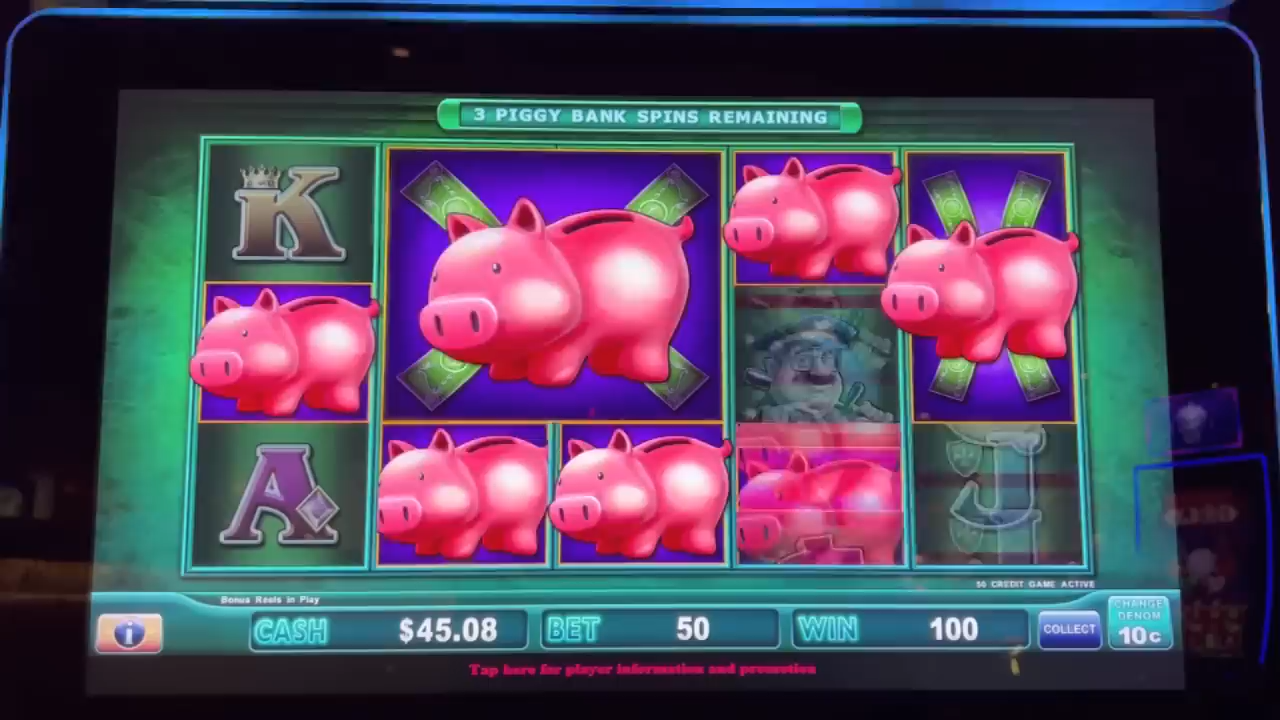 3 PIGGY BANK SPINS REMAINING
K
A
J
50 CREDIT GAME ACTIVE
Bonus Reels in Play
CASH $45.08 BET 50 WIN 100 COLLECT
CHANGE
DENOM
10¢
Tap here for player information and promotion